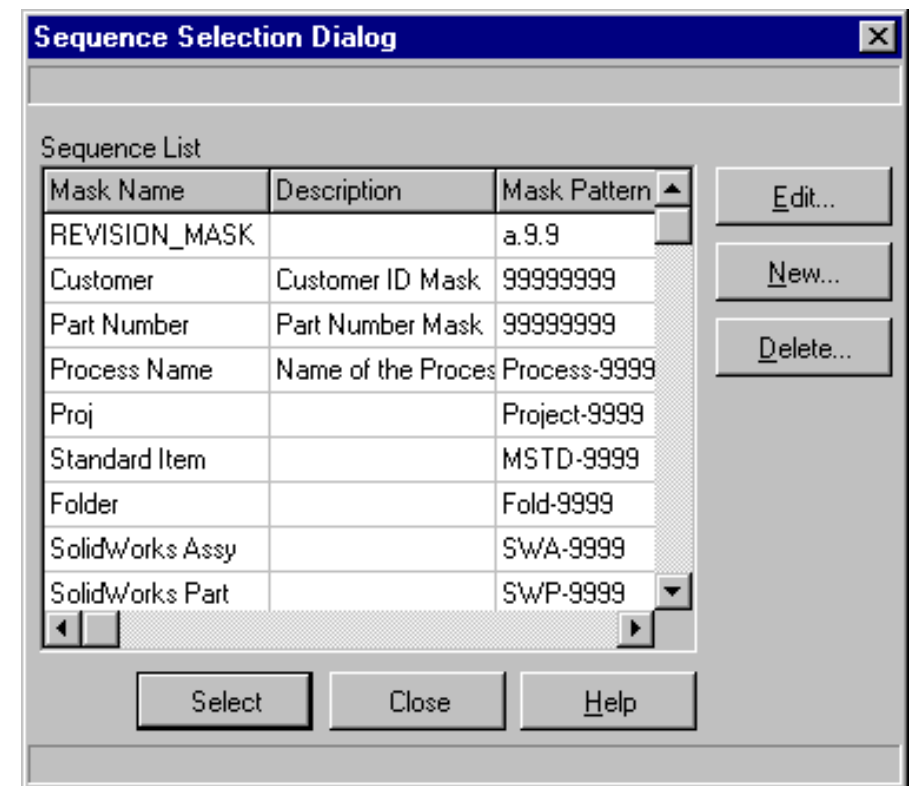 Sequence Selection Dialog
Sequence List
Mask Name Description Mask Pattern
REVISION_MASK a.9.9
Customer Customer ID Mask 99999999
Part Number Part Number Mask 99999999
Process Name Name of the Proces Process-9999
Proj Project-9999
Standard Item MSTD-9999
Folder Fold-9999
SolidWorks Assy SWA-9999
SolidWorks Part SWP-9999
Edit...
New...
Delete...
Select Close Help